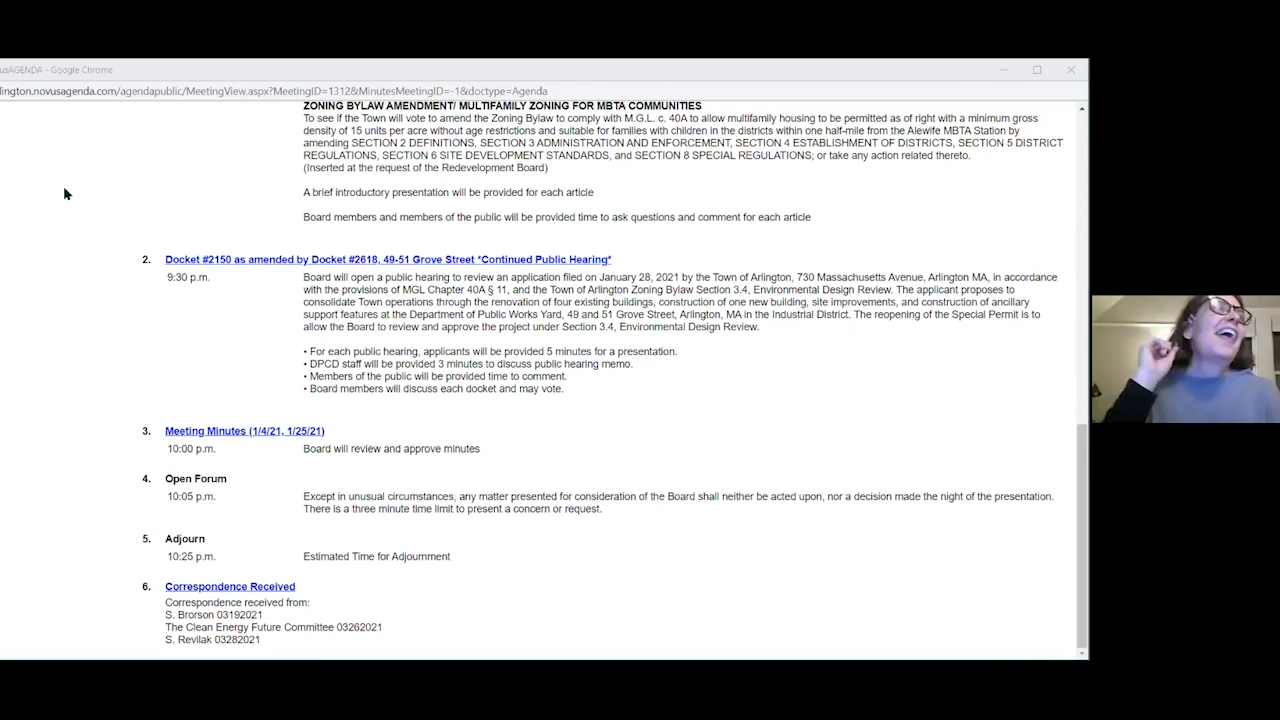 usAGENDA - Google Chrome
lington.novusagenda.com/agendapublic/MeetingView.aspx?MeetingID=1312&MinutesMeetingID=-1&doctype=Agenda
ZONING BYLAW AMENDMENT/ MULTIFAMILY ZONING FOR MBTA COMMUNITIES
To see if the Town will vote to amend the Zoning Bylaw to comply with M.G.L. c. 40A to allow multifamily housing to be permitted as of right with a minimum gross
density of 15 units per acre without age restrictions and suitable for families with children in the districts within one half-mile from the Alewife MBTA Station by
amending SECTION 2 DEFINITIONS, SECTION 3 ADMINISTRATION AND ENFORCEMENT, SECTION 4 ESTABLISHMENT OF DISTRICTS, SECTION 5 DISTRICT
REGULATIONS, SECTION 6 SITE DEVELOPMENT STANDARDS, and SECTION 8 SPECIAL REGULATIONS; or take any action related thereto.
(Inserted at the request of the Redevelopment Board)
A brief introductory presentation will be provided for each article
Board members and members of the public will be provided time to ask questions and comment for each article
2. Docket #2150 as amended by Docket #2618, 49-51 Grove Street *Continued Public Hearing*
9:30 p.m. Board will open a public hearing to review an application filed on January 28, 2021 by the Town of Arlington, 730 Massachusetts Avenue, Arlington MA, in accordance
with the provisions of MGL Chapter 40A § 11, and the Town of Arlington Zoning Bylaw Section 3.4, Environmental Design Review. The applicant proposes to
consolidate Town operations through the renovation of four existing buildings, construction of one new building, site improvements, and construction of ancillary
support features at the Department of Public Works Yard, 49 and 51 Grove Street, Arlington, MA in the Industrial District. The reopening of the Special Permit is to
allow the Board to review and approve the project under Section 3.4, Environmental Design Review.
• For each public hearing, applicants will be provided 5 minutes for a presentation.
• DPCD staff will be provided 3 minutes to discuss public hearing memo.
• Members of the public will be provided time to comment.
• Board members will discuss each docket and may vote.
3. Meeting Minutes (1/4/21, 1/25/21)
10:00 p.m. Board will review and approve minutes
4. Open Forum
10:05 p.m. Except in unusual circumstances, any matter presented for consideration of the Board shall neither be acted upon, nor a decision made the night of the presentation.
There is a three minute time limit to present a concern or request.
5. Adjourn
10:25 p.m. Estimated Time for Adjournment
6. Correspondence Received
Correspondence received from:
S. Brorson 03192021
The Clean Energy Future Committee 03262021
S. Revilak 03282021